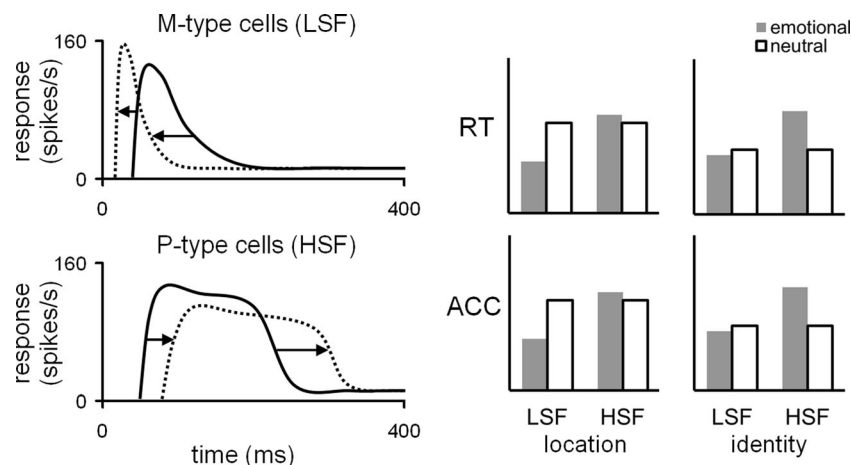 M-type cells (LSF)
160
response
(spikes/s)
0
0
400
P-type cells (HSF)
160
response
(spikes/s)
0
0
400
time (ms)
emotional
neutral
RT
ACC
LSF HSF LSF HSF
location identity